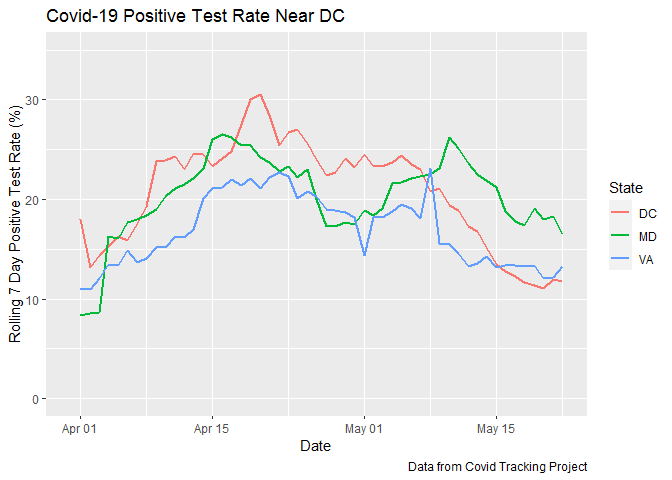 Covid-19 Positive Test Rate Near DC
Rolling 7 Day Positive Test Rate (%)
30
20
10
0
Apr 01
Apr 15
May 01
May 15
Date
State
DC
MD
VA
Data from Covid Tracking Project